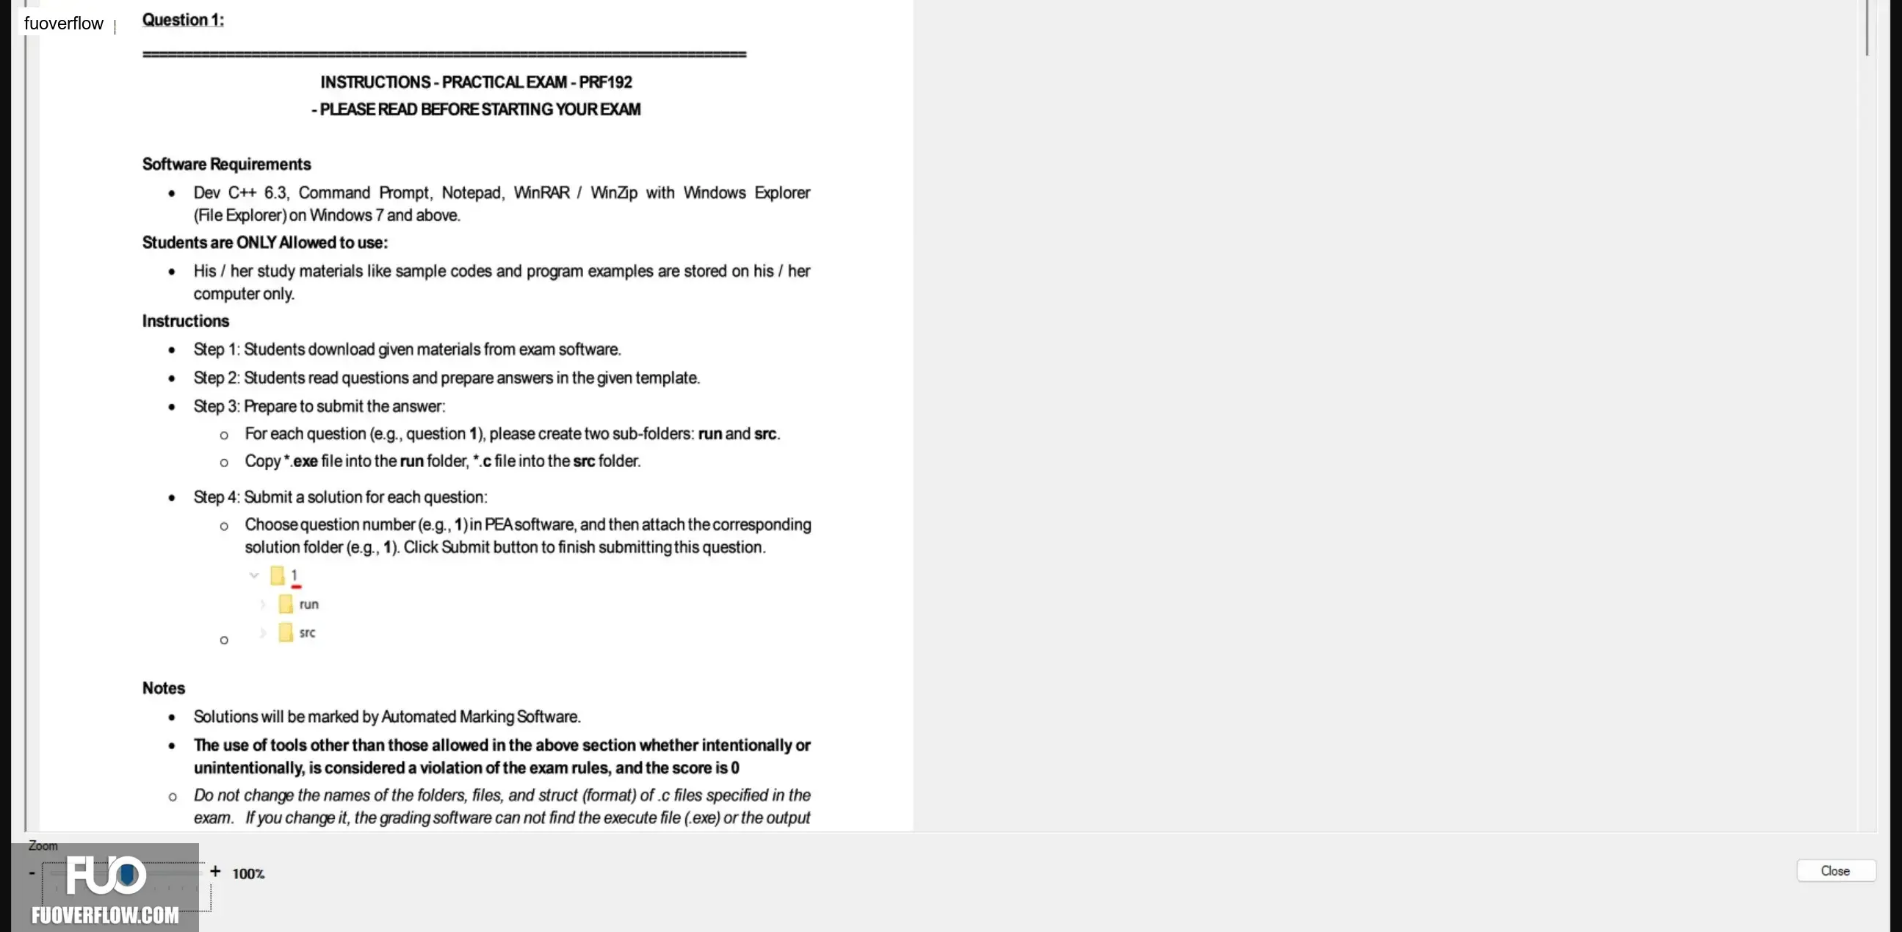 fuoverflow
Question 1:
INSTRUCTIONS - PRACTICAL EXAM - PRF192
- PLEASE READ BEFORE STARTING YOUR EXAM
Software Requirements
• Dev C++ 6.3, Command Prompt, Notepad, WinRAR / WinZip with Windows Explorer
(File Explorer) on Windows 7 and above.
Students are ONLY Allowed to use:
• His / her study materials like sample codes and program examples are stored on his / her
computer only.
Instructions
• Step 1: Students download given materials from exam software.
• Step 2: Students read questions and prepare answers in the given template.
• Step 3: Prepare to submit the answer:
o For each question (e.g., question 1), please create two sub-folders: run and src.
o Copy *.exe file into the run folder, *.c file into the src folder.
• Step 4: Submit a solution for each question:
o Choose question number (e.g., 1) in PEA software, and then attach the corresponding
solution folder (e.g., 1). Click Submit button to finish submitting this question.
1
run
o src
Notes
• Solutions will be marked by Automated Marking Software.
• The use of tools other than those allowed in the above section whether intentionally or
unintentionally, is considered a violation of the exam rules, and the score is 0
o Do not change the names of the folders, files, and struct (format) of .c files specified in the
exam. If you change it, the grading software can not find the execute file (.exe) or the output
Zoom
- + 100%
Close
FUO
FUOVERFLOW.COM